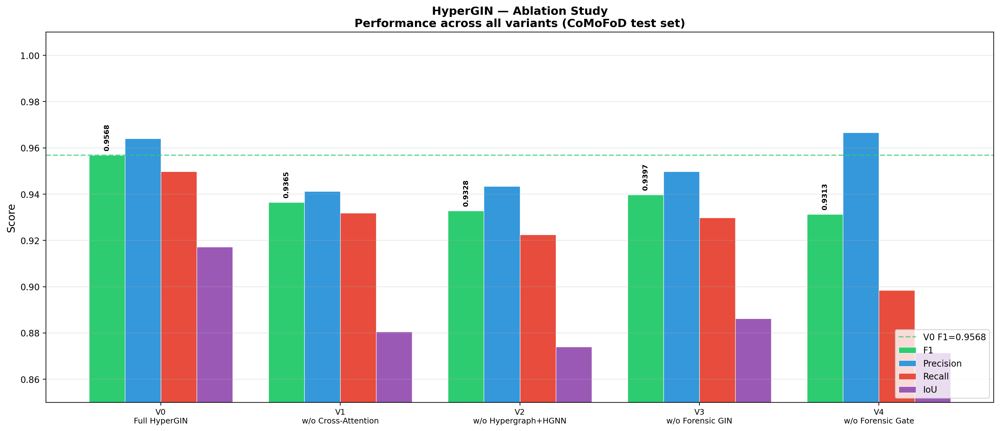 HyperGIN — Ablation Study
Performance across all variants (CoMoFoD test set)
Score
1.00
0.98
0.96
0.94
0.92
0.90
0.88
0.86
0.9568
0.9365
0.9328
0.9397
0.9313
V0 F1=0.9568
F1
Precision
Recall
IoU
V0
Full HyperGIN
V1
w/o Cross-Attention
V2
w/o Hypergraph+HGNN
V3
w/o Forensic GIN
V4
w/o Forensic Gate